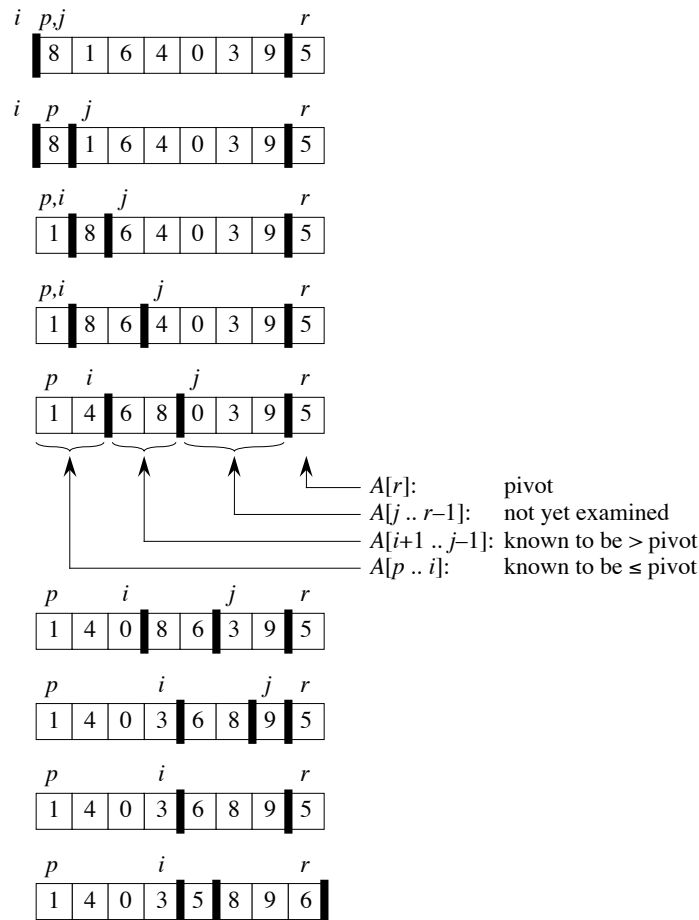 i p,j r
8 1 6 4 0 3 9 5
i p j r
8 1 6 4 0 3 9 5
p,i j r
1 8 6 4 0 3 9 5
p,i j r
1 8 6 4 0 3 9 5
p i j r
1 4 6 8 0 3 9 5
A[r]: pivot
A[j .. r–1]: not yet examined
A[i+1 .. j–1]: known to be > pivot
A[p .. i]: known to be ≤ pivot
p i j r
1 4 0 8 6 3 9 5
p i j r
1 4 0 3 6 8 9 5
p i r
1 4 0 3 6 8 9 5
p i r
1 4 0 3 5 8 9 6